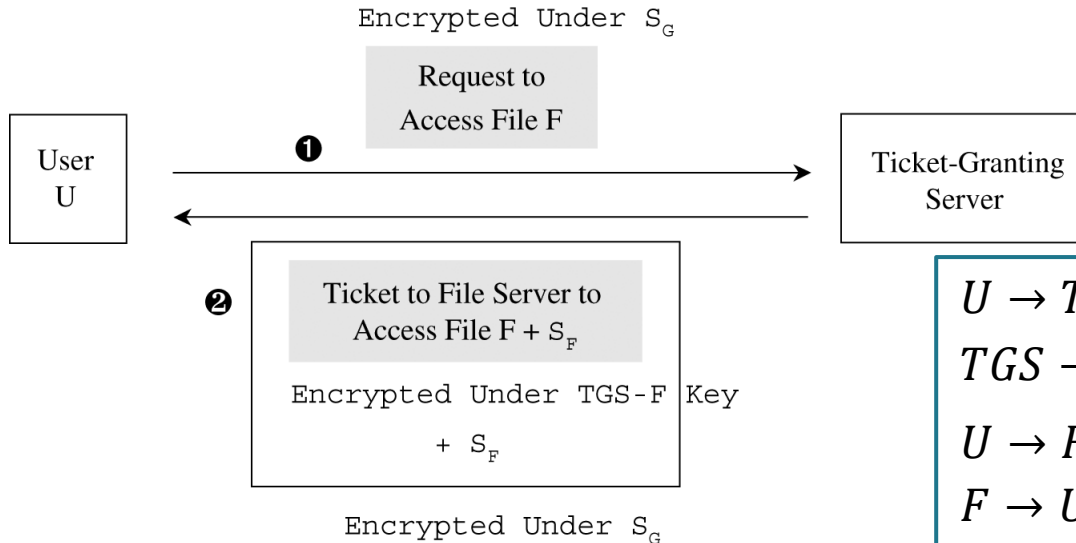 Encrypted Under S_G
Request to
Access File F
❶
User
U
Ticket-Granting
Server
❷
Ticket to File Server to
Access File F + S_F
Encrypted Under TGS-F Key
+ S_F
Encrypted Under S_G
U → T
TGS →
U → F
F → U